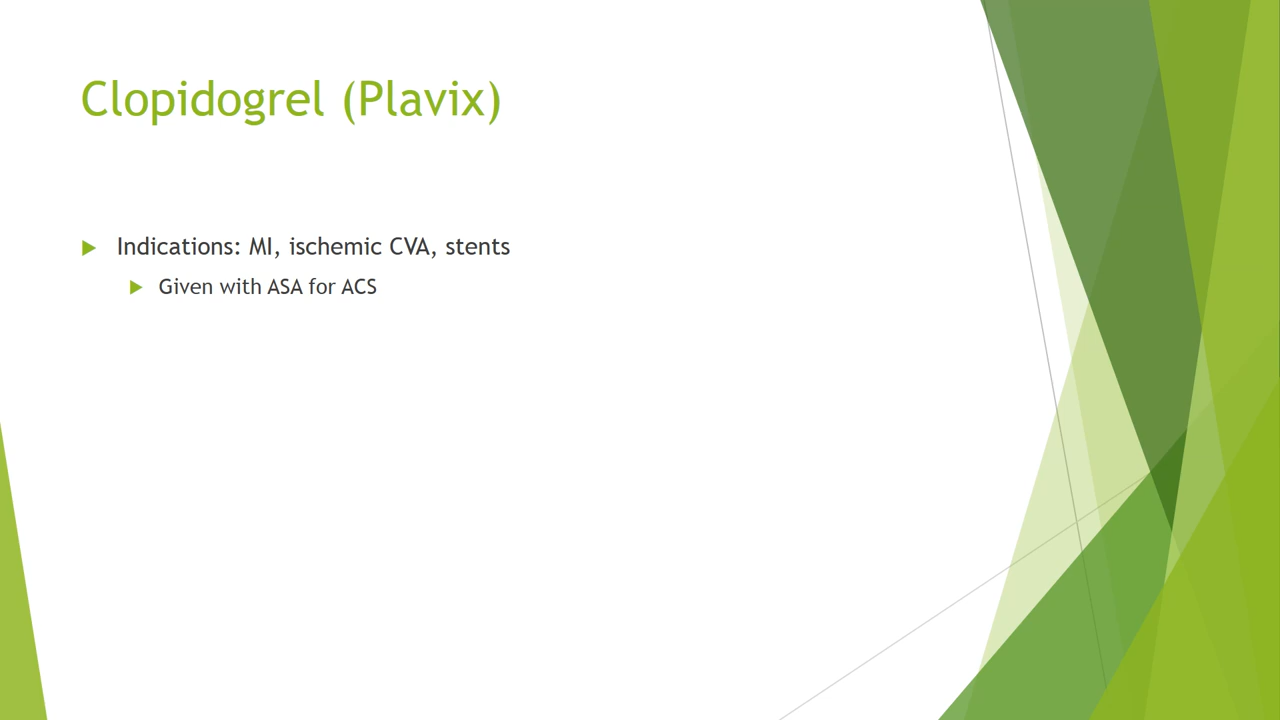 Clopidogrel (Plavix)
Indications: MI, ischemic CVA, stents
Given with ASA for ACS